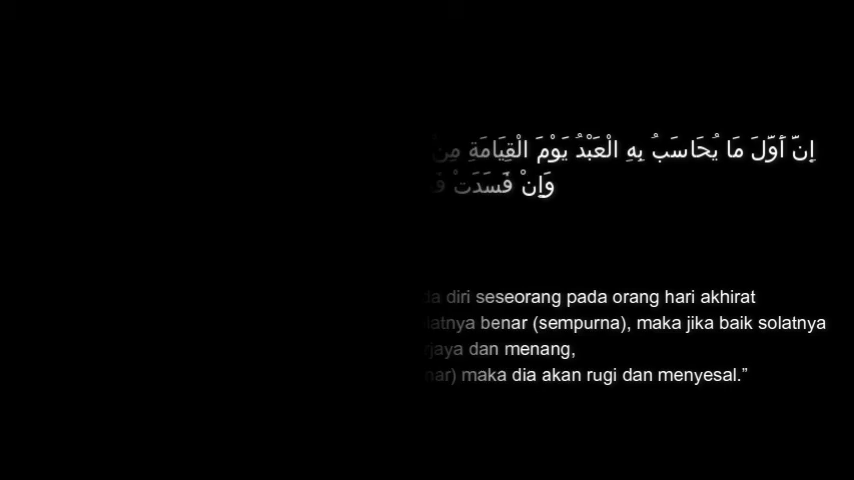 إِنَّ أَوَّلَ مَا يُحَاسَبُ بِهِ الْعَبْدُ يَوْمَ الْقِيَامَةِ مِنْ
وَإِنْ فَسَدَتْ
diri seseorang pada orang hari akhirat
benar (sempurna), maka jika baik solatnya
dan menang,
maka dia akan rugi dan menyesal.”